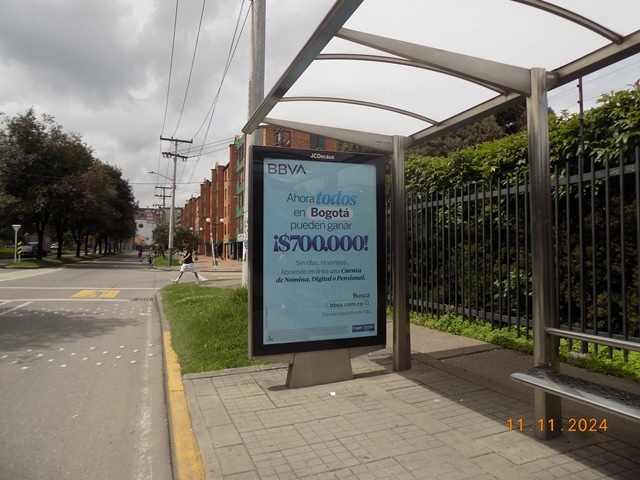 JCDecaux
BBVA
Ahora todos
en Bogotá
pueden ganar
¡$700.000!
Sin rifas, ni sorteos.
Abriendo en línea una Cuenta
de Nómina, Digital o Pensional.
Busca
bbva.com.co
11.11.2024